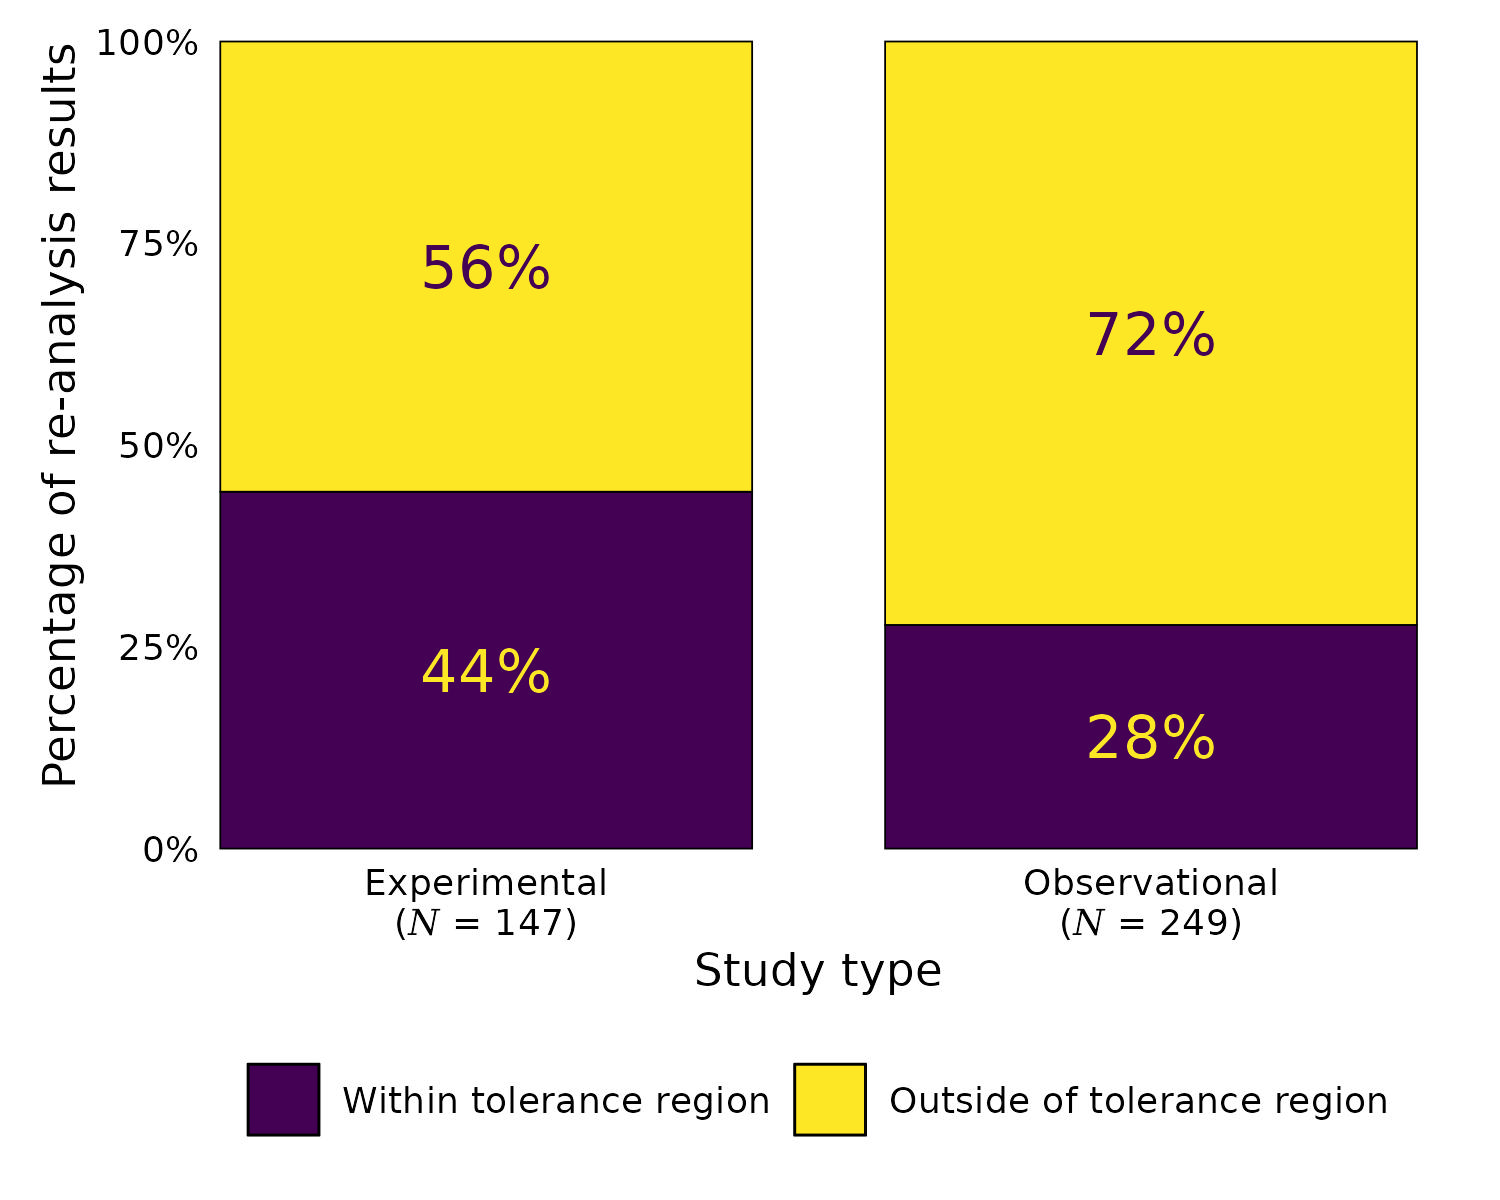 Percentage of re-analysis results
100%
75%
50%
25%
0%
56%
44%
72%
28%
Experimental
(N = 147)
Observational
(N = 249)
Study type
Within tolerance region
Outside of tolerance region